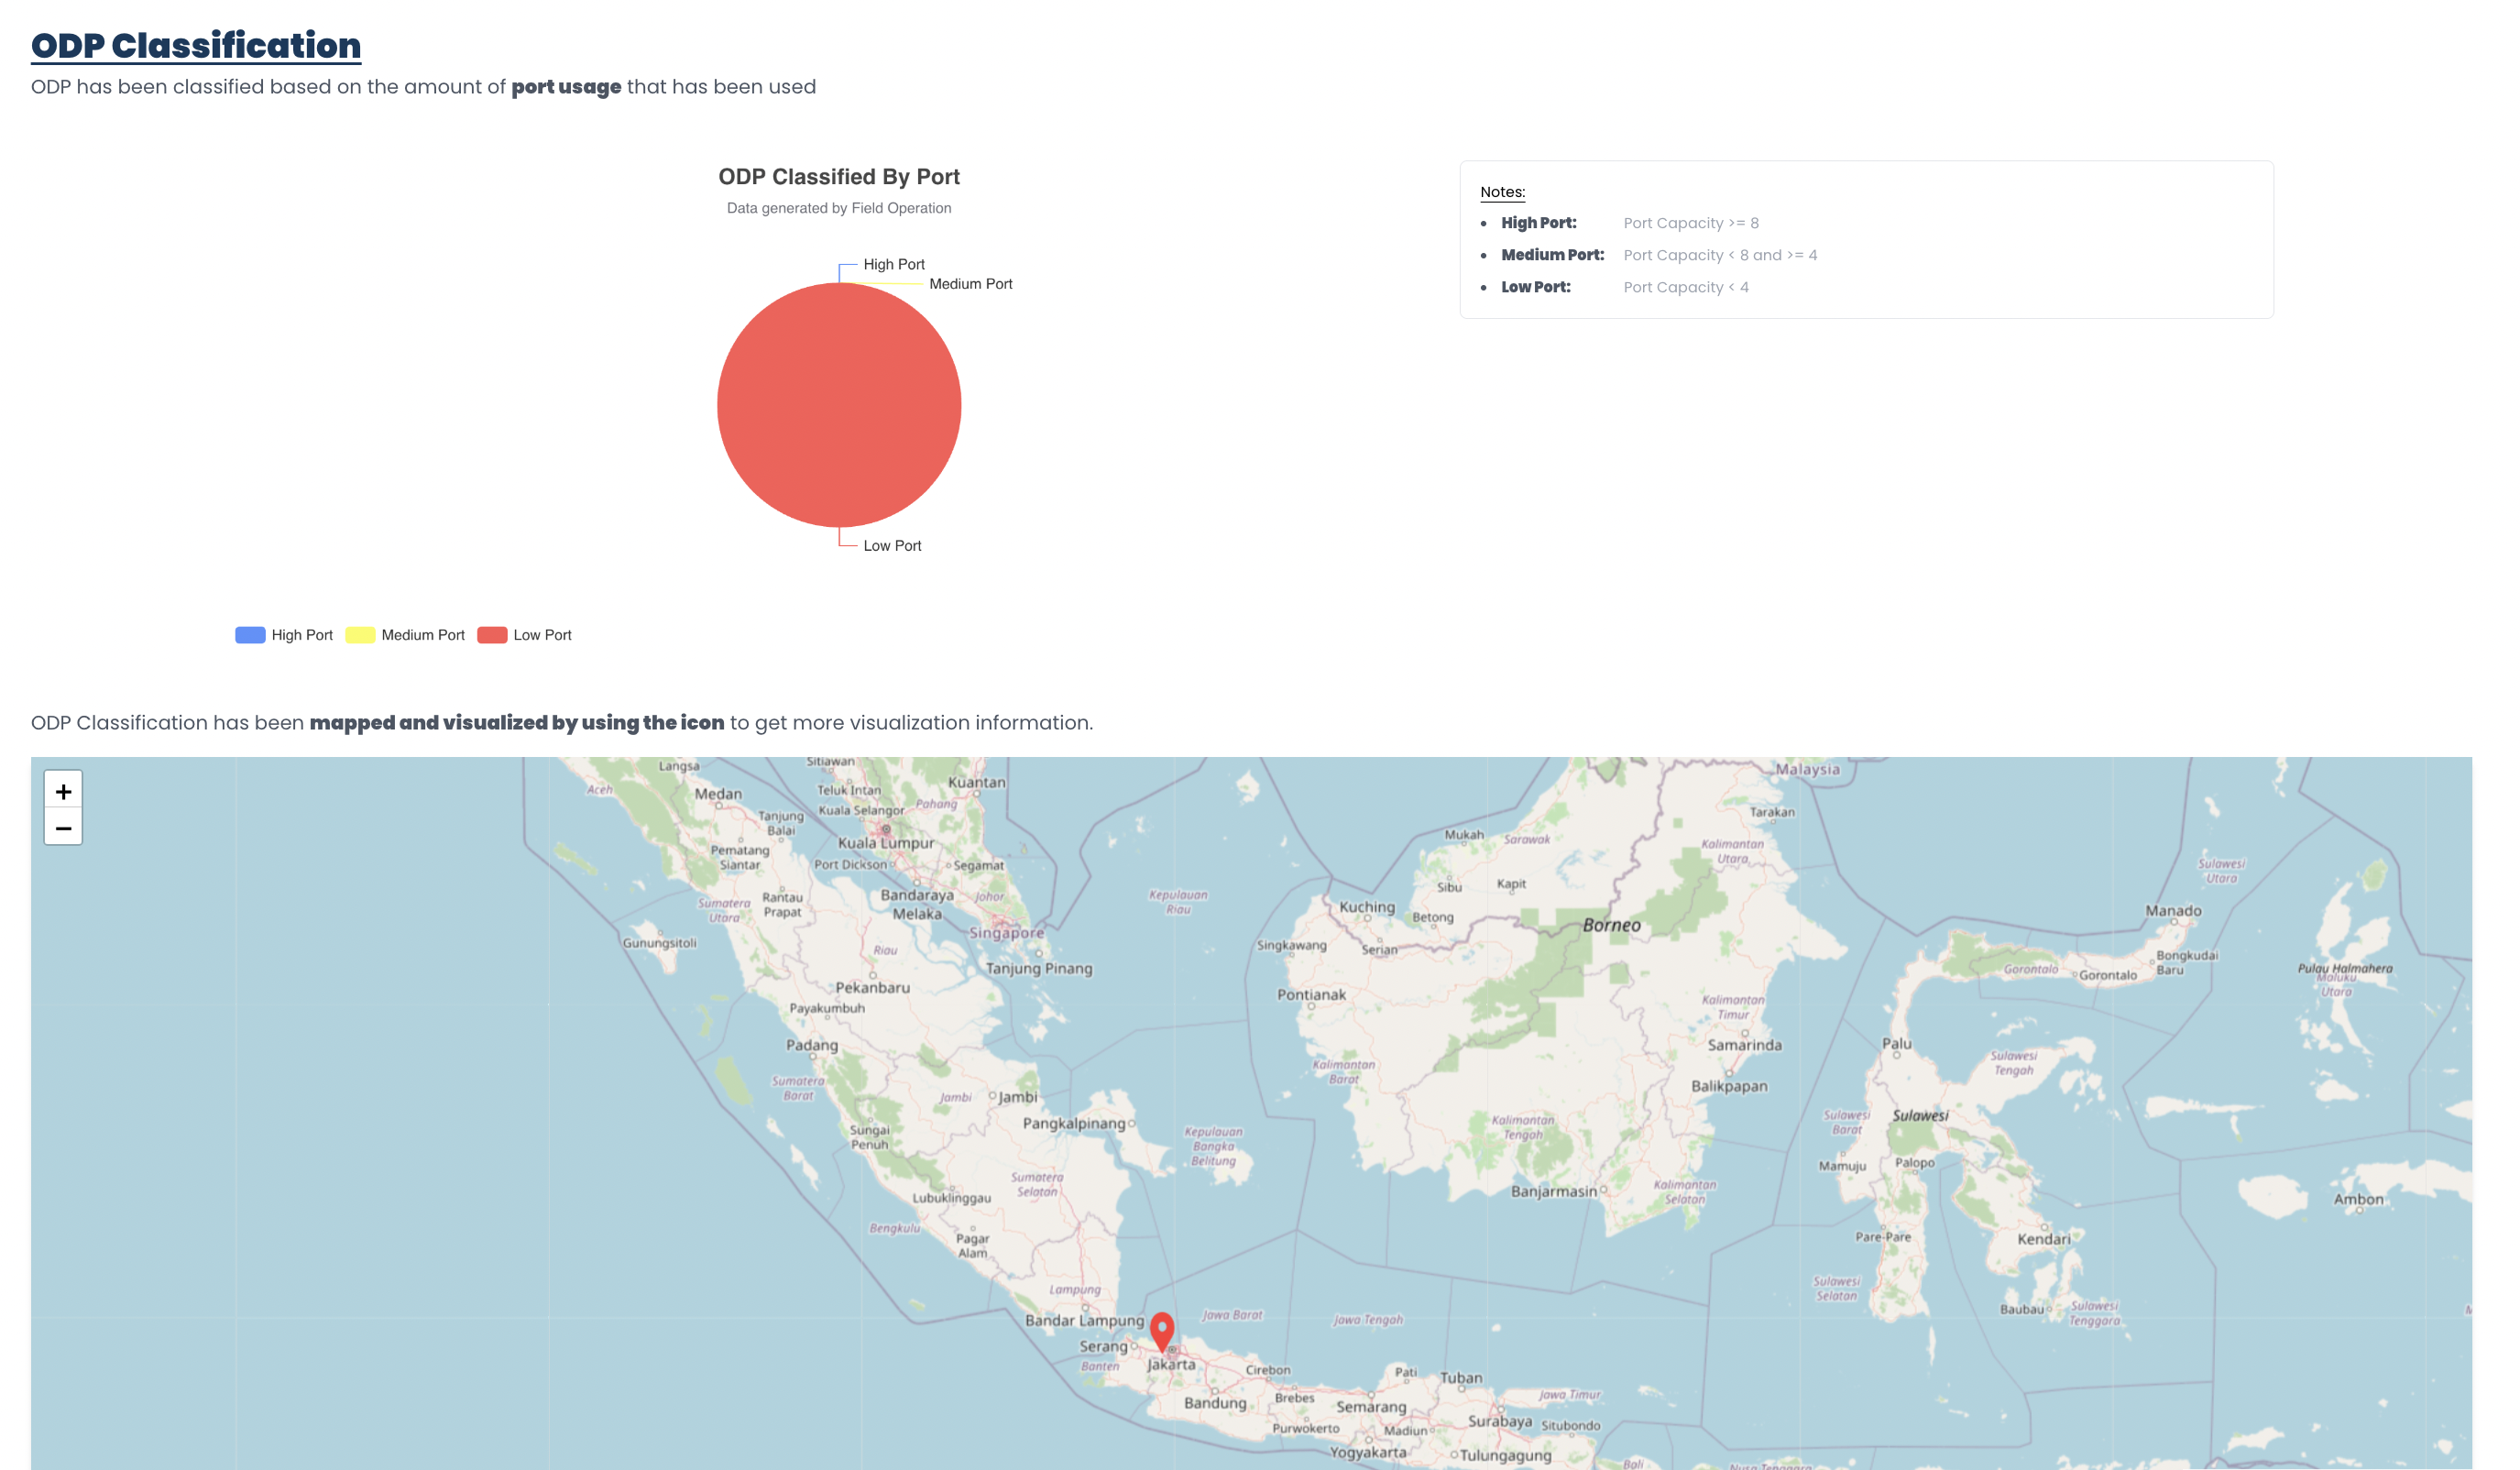 ODP Classification
ODP has been classified based on the amount of port usage that has been used
ODP Classified By Port
Data generated by Field Operation
High Port
Medium Port
Low Port
High Port
Medium Port
Low Port
Notes:
• High Port: Port Capacity >= 8
• Medium Port: Port Capacity < 8 and >= 4
• Low Port: Port Capacity < 4
ODP Classification has been mapped and visualized by using the icon to get more visualization information.
+
−
Langsa
Aceh
Medan
Tanjung
Balai
Pematang
Siantar
Sumatera
Utara
Rantau
Prapat
Gunungsitoli
Sitiawan
Teluk Intan
Kuala Selangor
Kuantan
Pahang
Kuala Lumpur
Port Dickson
Segamat
Bandaraya
Melaka
Johor
Singapore
Tanjung Pinang
Riau
Pekanbaru
Payakumbuh
Padang
Sumatera
Barat
Jambi
Jambi
Sungai
Penuh
Pangkalpinang
Kepulauan
Riau
Kepulauan
Bangka
Belitung
Sumatera
Selatan
Lubuklinggau
Bengkulu
Pagar
Alam
Lampung
Bandar Lampung
Serang
Banten
Jakarta
Jawa Barat
Jawa Tengah
Cirebon
Bandung
Brebes
Purwokerto
Pati
Semarang
Tuban
Jawa Timur
Surabaya
Situbondo
Madiun
Yogyakarta
Tulungagung
Bali
Nusa Tenggara
Malaysia
Tarakan
Mukah
Sarawak
Kalimantan
Utara
Sibu
Kapit
Kuching
Betong
Borneo
Singkawang
Serian
Pontianak
Kalimantan
Timur
Samarinda
Balikpapan
Kalimantan
Barat
Kalimantan
Tengah
Banjarmasin
Kalimantan
Selatan
Sulawesi
Utara
Manado
Bongkudai
Baru
Gorontalo
Gorontalo
Pulau Halmahera
Maluku
Utara
Palu
Sulawesi
Tengah
Sulawesi
Barat
Sulawesi
Mamuju
Palopo
Pare-Pare
Kendari
Sulawesi
Selatan
Baubau
Sulawesi
Tenggara
Ambon